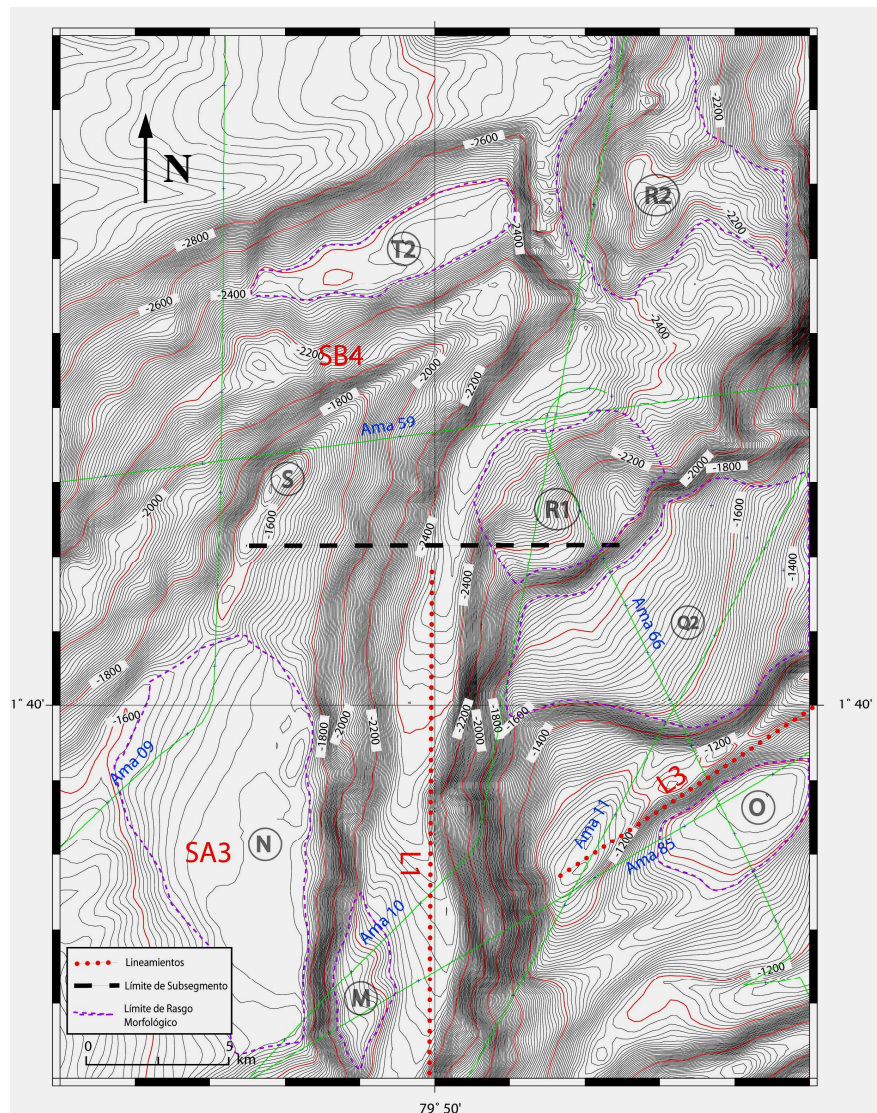 -2200
-2600
N
R2
-2200
-2400
T2
-2800
-2600
-2400
-2400
-2200
SB4
-2000
-2200
-1800
Ama 59
-2200
-2000
-1800
S
-2000
R1
-1600
-1600
-2400
-2400
-1400
Ama 66
Q2
-1800
1° 40'
1° 40'
-1600
-1800
-2000
-2200
-2200
-2000
-1800
-1600
-1400
-1200
Ama 09
L3
O
Ama 11
SA3
N
L1
-1200
Ama 85
-1200
Ama 10
M
-1200
Lineamientos
Límite de Subsegmento
Límite de Rasgo
Morfológico
0
5
km
79° 50'